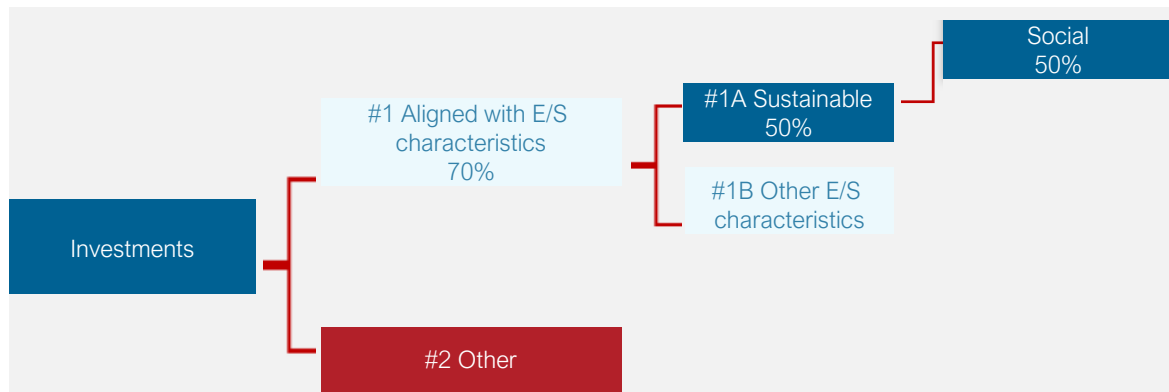 Social
50%
#1A Sustainable
50%
#1 Aligned with E/S
characteristics
70%
#1B Other E/S
characteristics
Investments
#2 Other